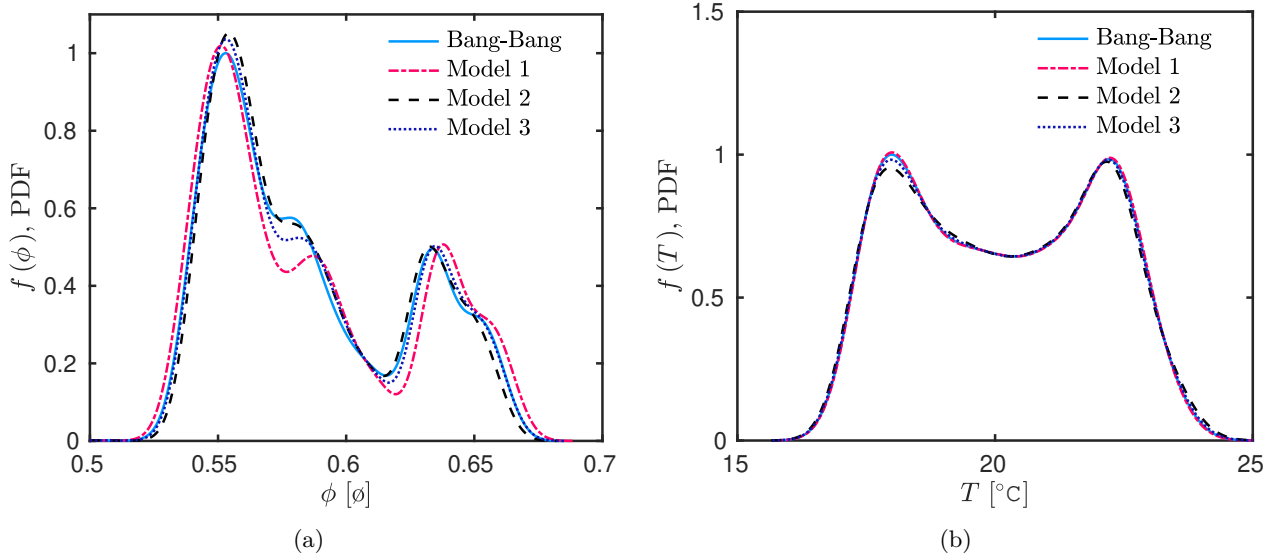 f (φ), PDF
1
0.8
0.6
0.4
0.2
0
0.5
0.55
0.6
0.65
0.7
φ [ø]
Bang-Bang
Model 1
Model 2
Model 3
(a)
f (T), PDF
1.5
1
0.5
0
15
20
25
T [°C]
Bang-Bang
Model 1
Model 2
Model 3
(b)